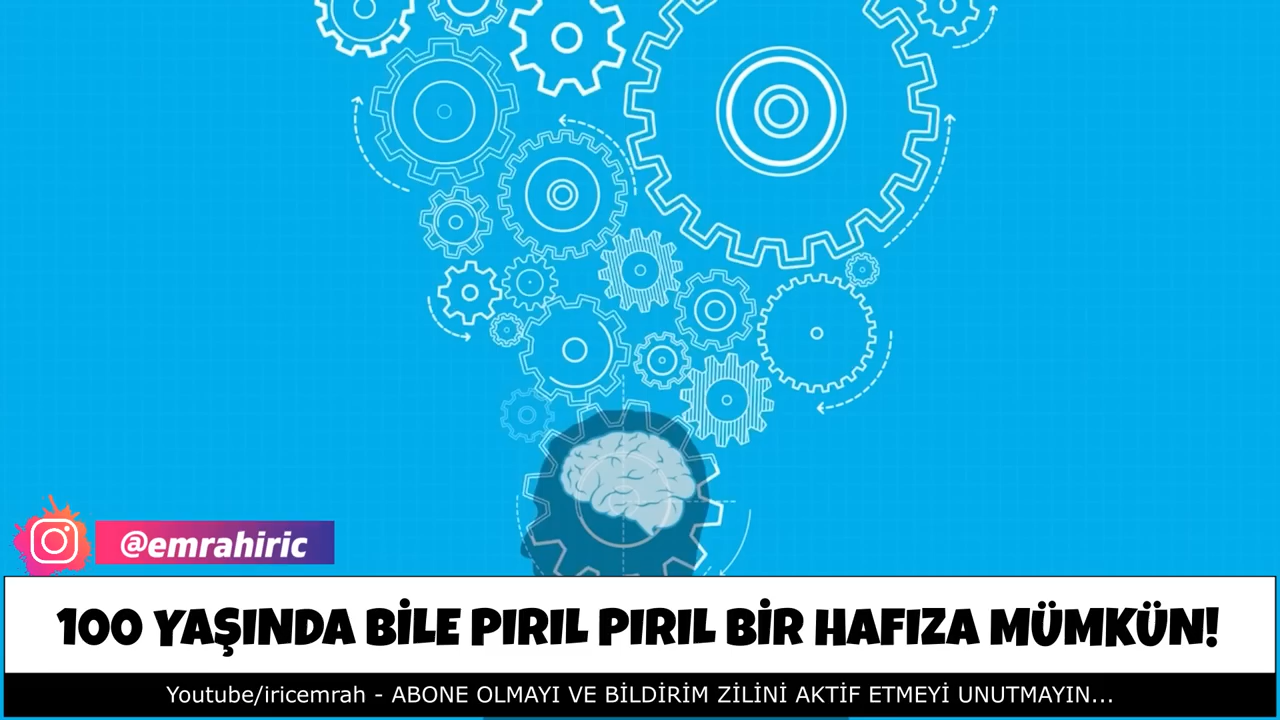 @emrahiric
100 YAŞINDA BİLE PIRIL PIRIL BİR HAFIZA MÜMKÜN!
Youtube/iricemrah - ABONE OLMAYI VE BİLDİRİM ZİLİNİ AKTİF ETMEYİ UNUTMAYIN...